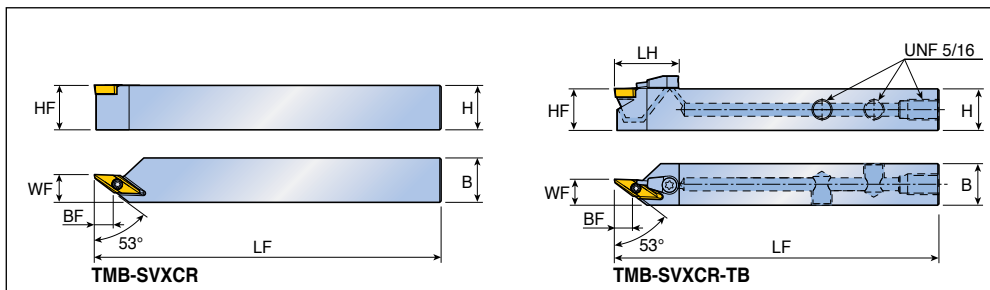 HF
H
WF
B
BF
53°
LF
TMB-SVXCR
LH
UNF 5/16
HF
H
WF
B
BF
53°
LF
TMB-SVXCR-TB